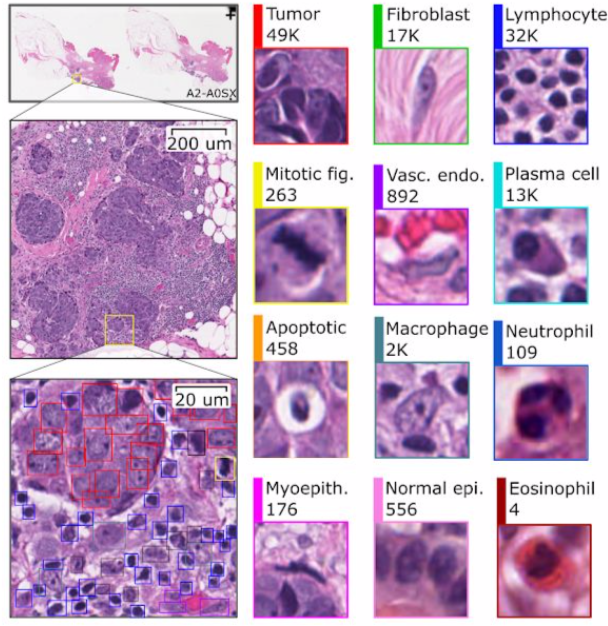 A2-A0SX
200 um
20 um
Tumor
49K
Fibroblast
17K
Lymphocyte
32K
Mitotic fig.
263
Vasc. endo.
892
Plasma cell
13K
Apoptotic
458
Macrophage
2K
Neutrophil
109
Myoepith.
176
Normal epi.
556
Eosinophil
4